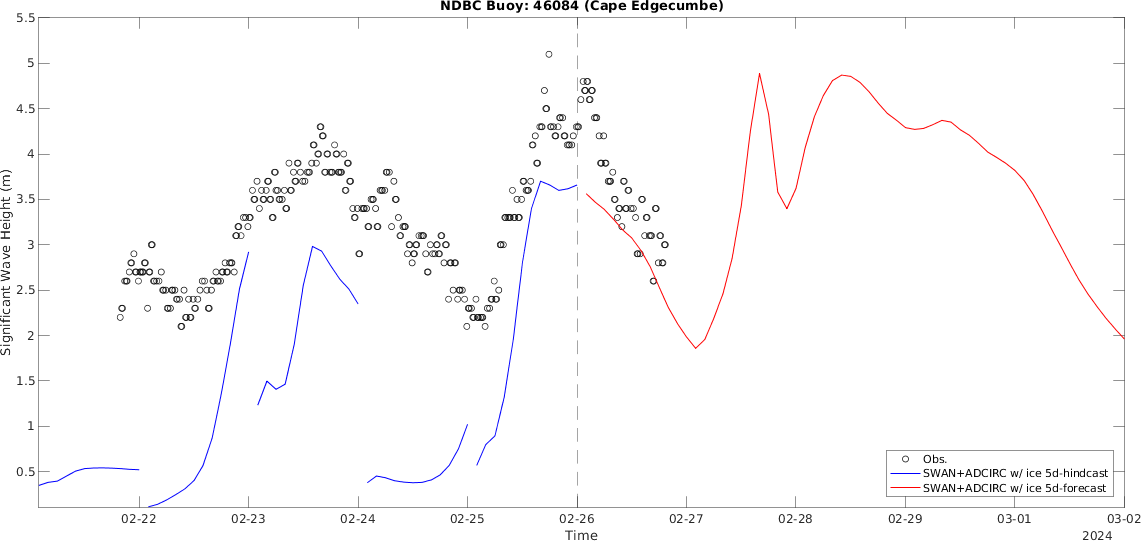 NDBC Buoy: 46084 (Cape Edgecumbe)
5.5
5
4.5
4
3.5
3
2.5
2
1.5
1
0.5
Significant Wave Height (m)
Obs.
SWAN+ADCIRC w/ ice 5d-hindcast
SWAN+ADCIRC w/ ice 5d-forecast
02-22 02-23 02-24 02-25 02-26 02-27 02-28 02-29 03-01 03-02
Time
2024